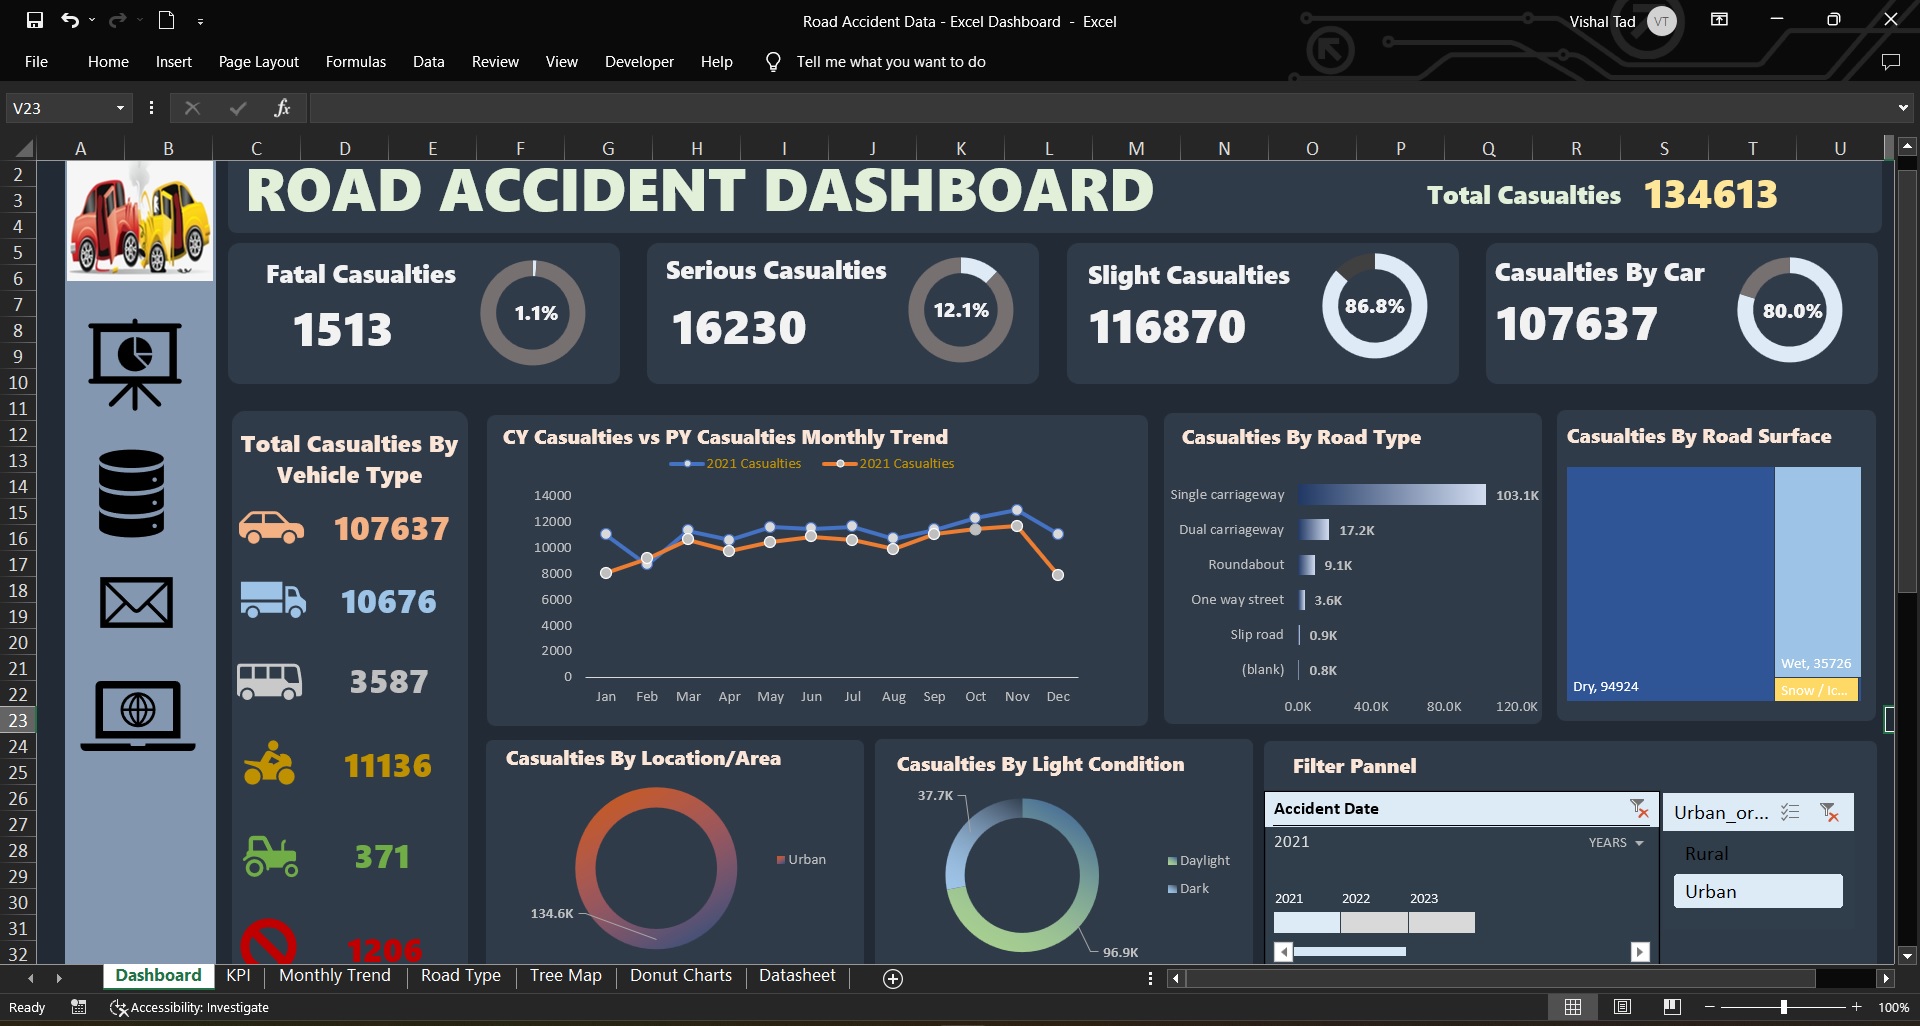 Road Accident Data - Excel Dashboard - Excel
Vishal Tad VT
File Home Insert Page Layout Formulas Data Review View Developer Help Tell me what you want to do
V23 fx
A B C D E F G H I J K L M N O P Q R S T U
2
3
4
5
6
7
8
9
10
11
12
13
14
15
16
17
18
19
20
21
22
23
24
25
26
27
28
29
30
31
32
ROAD ACCIDENT DASHBOARD
Total Casualties 134613
Fatal Casualties
1513
1.1%
Serious Casualties
16230
12.1%
Slight Casualties
116870
86.8%
Casualties By Car
107637
80.0%
Total Casualties By
Vehicle Type
107637
10676
3587
11136
371
1206
CY Casualties vs PY Casualties Monthly Trend
2021 Casualties 2021 Casualties
14000
12000
10000
8000
6000
4000
2000
0
Jan Feb Mar Apr May Jun Jul Aug Sep Oct Nov Dec
Casualties By Road Type
Single carriageway 103.1K
Dual carriageway 17.2K
Roundabout 9.1K
One way street 3.6K
Slip road 0.9K
(blank) 0.8K
0.0K 40.0K 80.0K 120.0K
Casualties By Road Surface
Dry, 94924
Wet, 35726
Snow / Ic...
Casualties By Location/Area
Urban
134.6K
Casualties By Light Condition
37.7K
Daylight
Dark
96.9K
Filter Pannel
Accident Date
2021 YEARS
2021 2022 2023
Urban_or...
Rural
Urban
Dashboard KPI Monthly Trend Road Type Tree Map Donut Charts Datasheet
Ready Accessibility: Investigate 100%